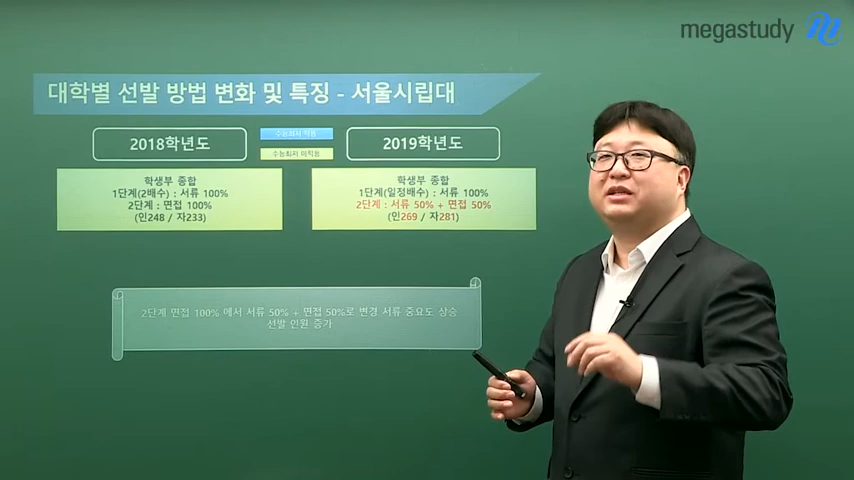 megastudy
대학별 선발 방법 변화 및 특징 - 서울시립대
2018학년도
수능최저 적용
수능최저 미적용
2019학년도
학생부 종합
1단계(2배수) : 서류 100%
2단계 : 면접 100%
(인248 / 자233)
학생부 종합
1단계(일정배수) : 서류 100%
2단계 : 서류 50% + 면접 50%
(인269 / 자281)
2단계 면접 100% 에서 서류 50% + 면접 50%로 변경 서류 중요도 상승
선발 인원 증가